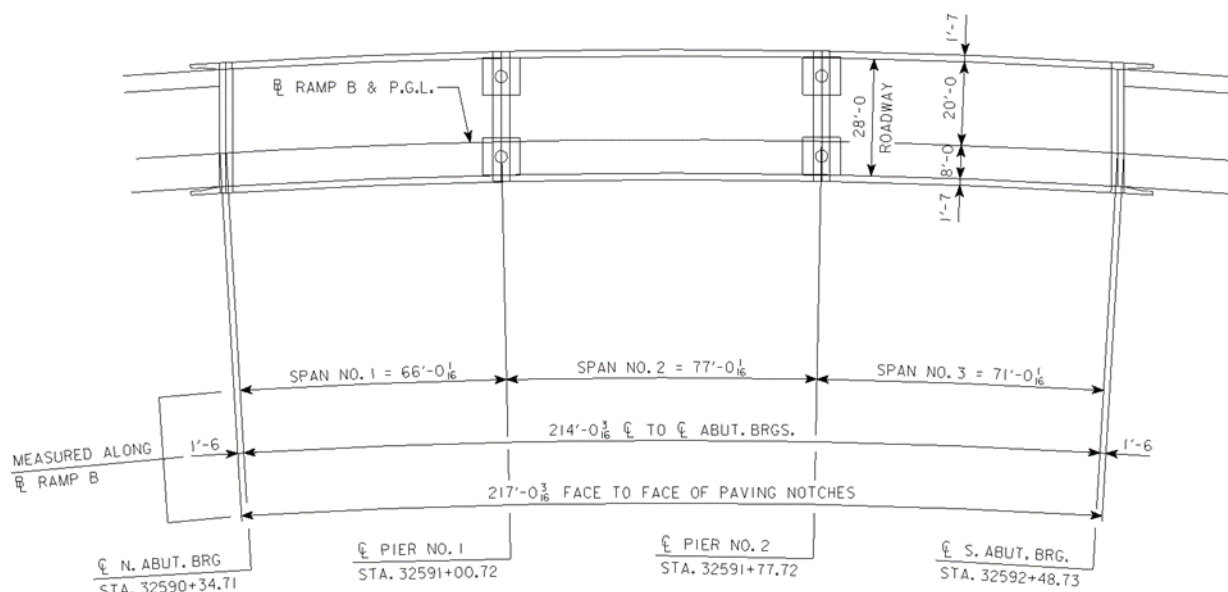 1'-7
℄ RAMP B & P.G.L.
28'-0
ROADWAY
20'-0
8'-0
1'-7
SPAN NO. 1 = 66'-0 1/16
SPAN NO. 2 = 77'-0 1/16
SPAN NO. 3 = 71'-0 1/16
214'-0 3/16 ℄ TO ℄ ABUT. BRGS.
MEASURED ALONG
℄ RAMP B
1'-6
1'-6
217'-0 3/16 FACE TO FACE OF PAVING NOTCHES
℄ N. ABUT. BRG
STA. 32590+34.71
℄ PIER NO. 1
STA. 32591+00.72
℄ PIER NO. 2
STA. 32591+77.72
℄ S. ABUT. BRG.
STA. 32592+48.73